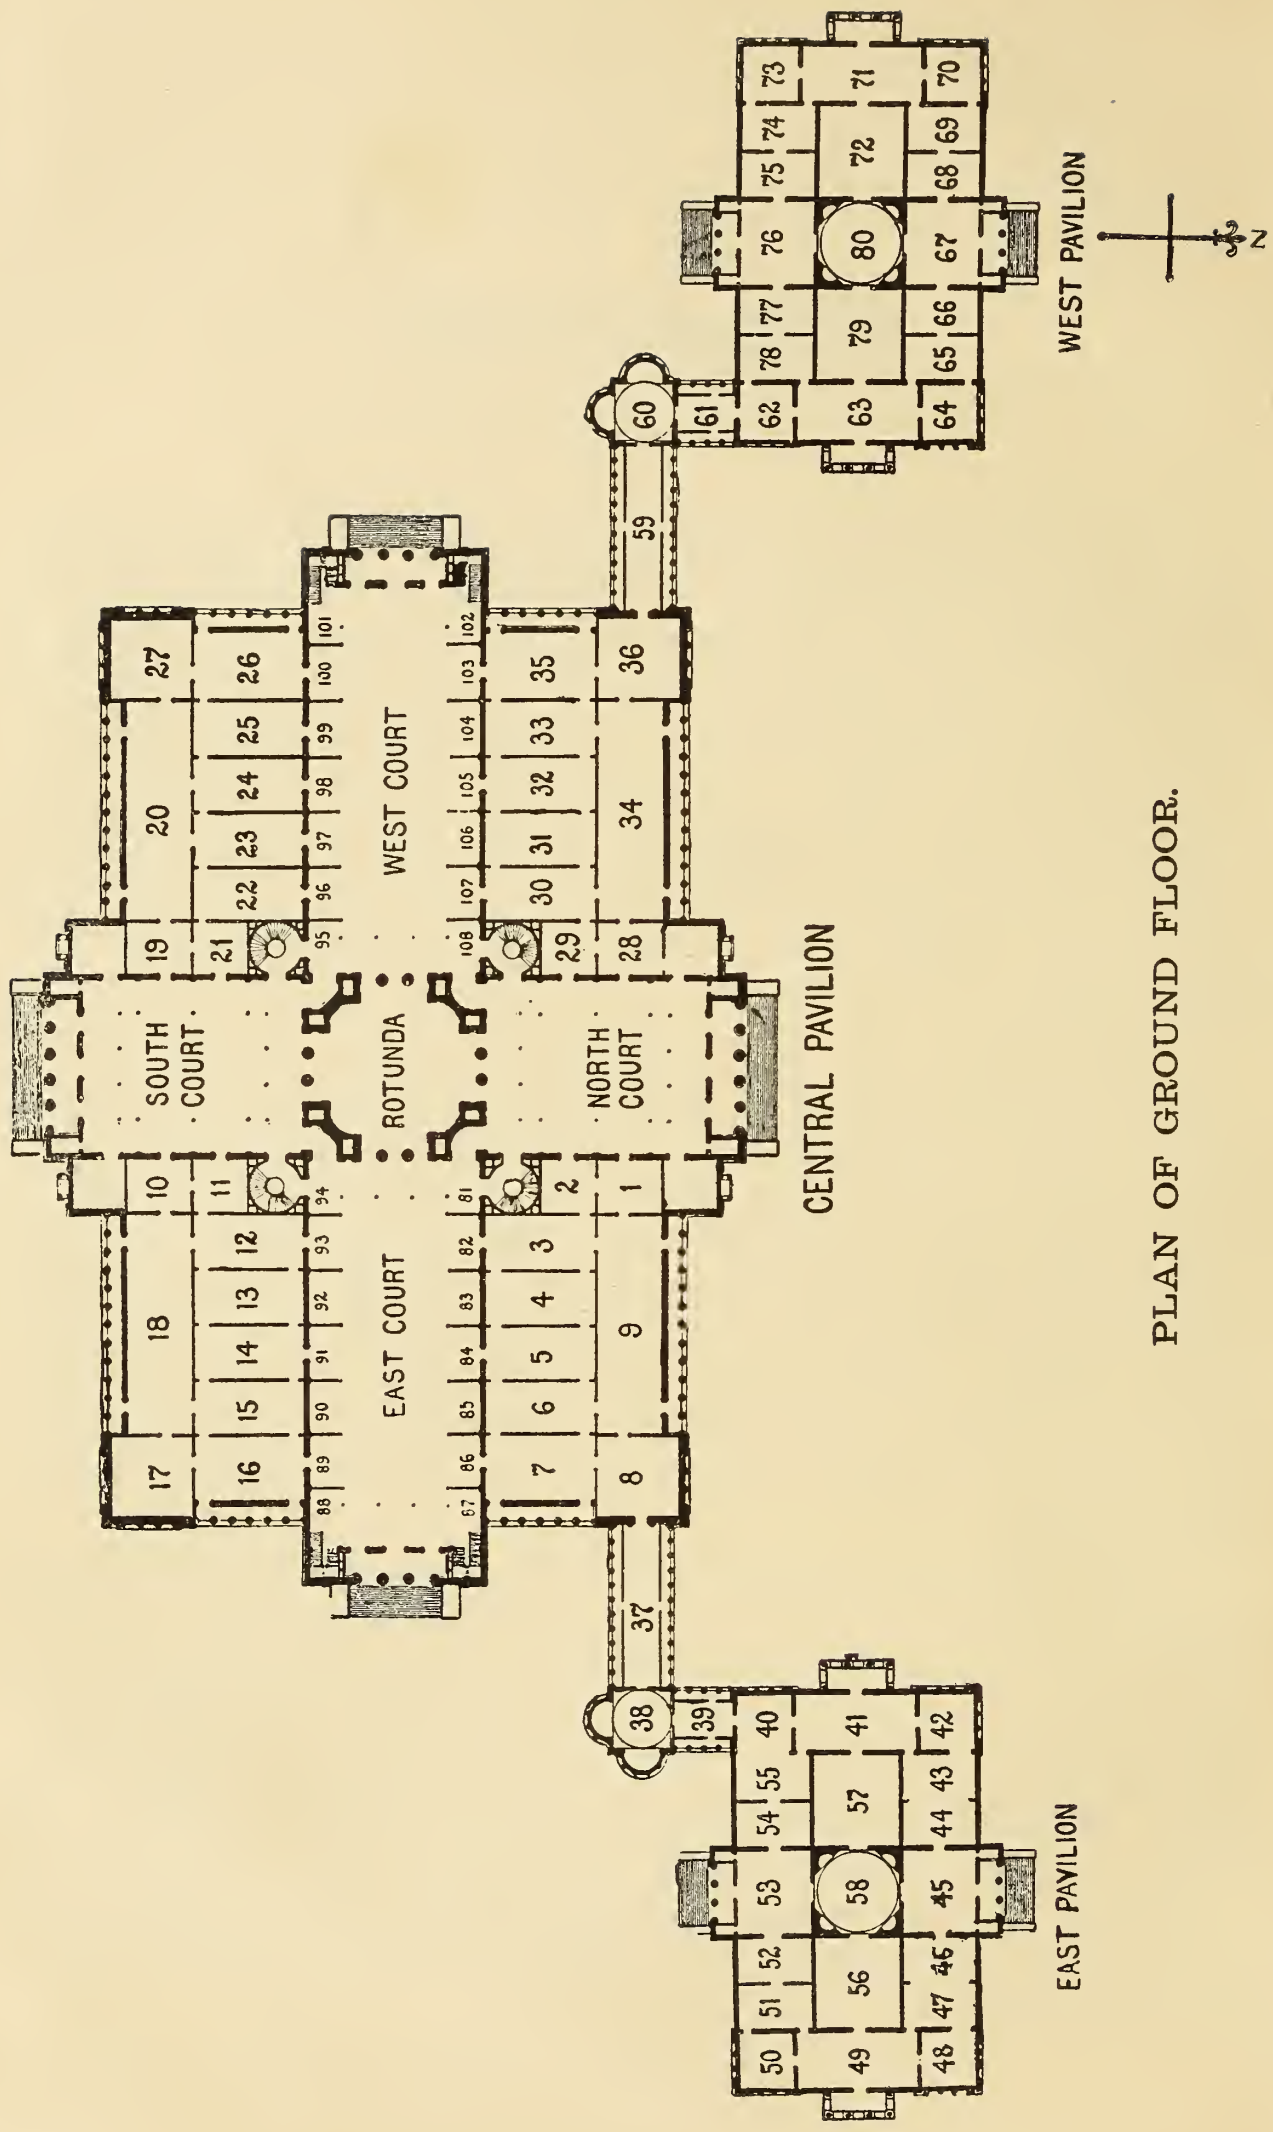 17 18 10 SOUTH COURT 19 20 27
11 21
16 15 14 13 12 22 23 24 25 26
88 89 90 91 92 93 94 95 96 97 98 99 100 101
EAST COURT ROTUNDA WEST COURT
87 86 85 84 83 82 81 108 107 106 105 104 103 102
7 6 5 4 3 2 29 30 31 32 33 35
8 9 1 NORTH COURT 28 34 36
38 37 59 60
39 61
50 51 52 53 54 55 40 62 78 77 76 75 74 73
CENTRAL PAVILION
49 56 58 57 41 63 79 80 72 71
48 47 46 45 44 43 42 64 65 66 67 68 69 70
EAST PAVILION
WEST PAVILION
N
PLAN OF GROUND FLOOR.